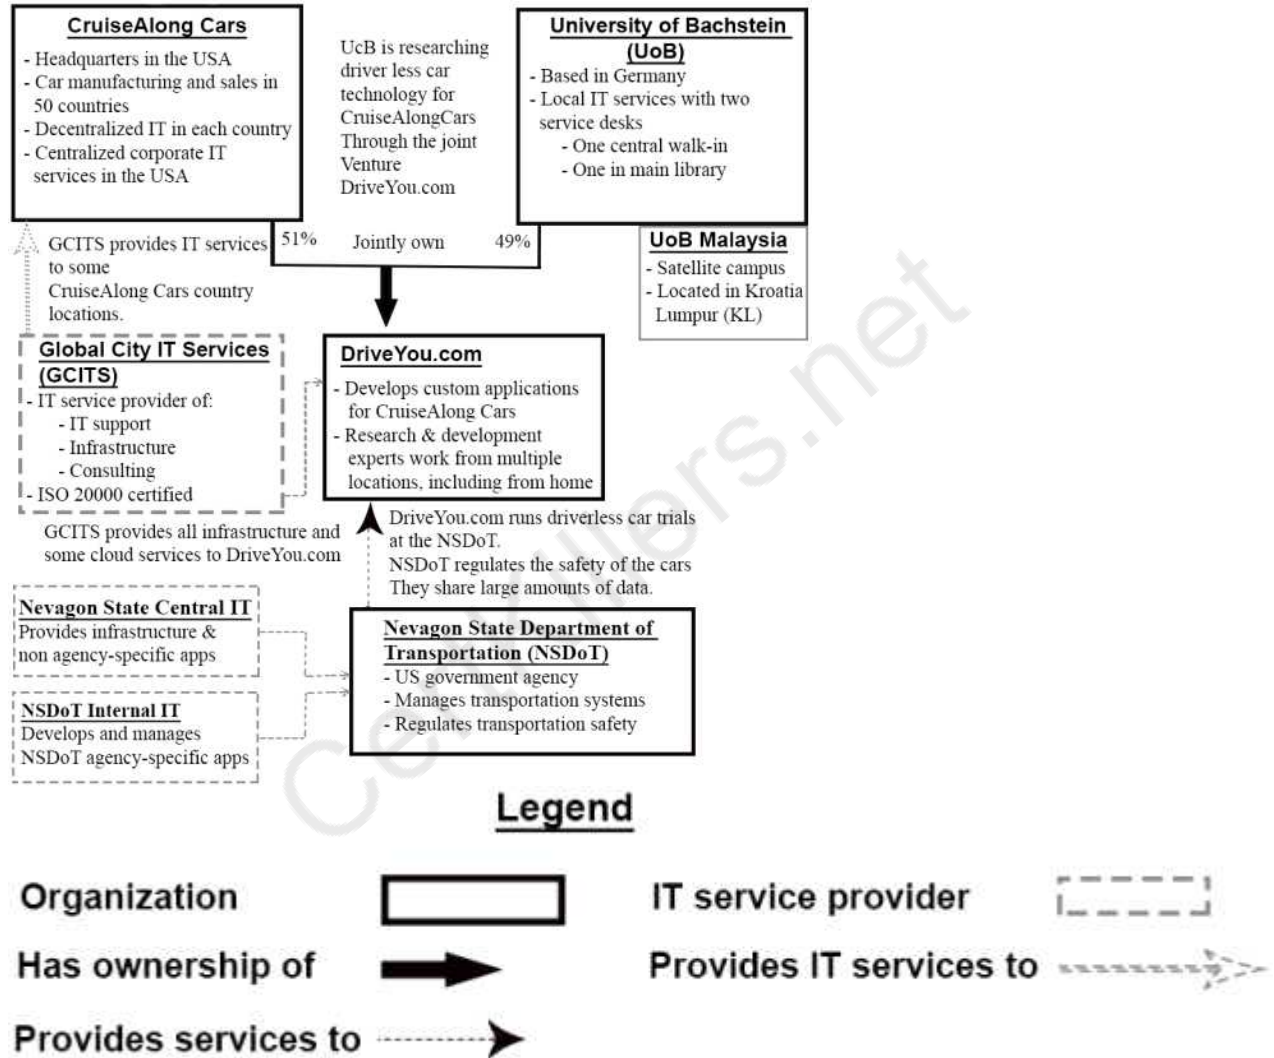 CruiseAlong Cars
- Headquarters in the USA
- Car manufacturing and sales in
50 countries
- Decentralized IT in each country
- Centralized corporate IT
services in the USA
UcB is researching
driver less car
technology for
CruiseAlongCars
Through the joint
Venture
DriveYou.com
University of Bachstein
(UoB)
- Based in Germany
- Local IT services with two
service desks
- One central walk-in
- One in main library
51% Jointly own 49%
UoB Malaysia
- Satellite campus
- Located in Kroatia
Lumpur (KL)
GCITS provides IT services
to some
CruiseAlong Cars country
locations.
Global City IT Services
(GCITS)
- IT service provider of:
- IT support
- Infrastructure
- Consulting
- ISO 20000 certified
DriveYou.com
- Develops custom applications
for CruiseAlong Cars
- Research & development
experts work from multiple
locations, including from home
GCITS provides all infrastructure and
some cloud services to DriveYou.com
DriveYou.com runs driverless car trials
at the NSDoT.
NSDoT regulates the safety of the cars
They share large amounts of data.
Nevagon State Central IT
Provides infrastructure &
non agency-specific apps
NSDoT Internal IT
Develops and manages
NSDoT agency-specific apps
Nevagon State Department of
Transportation (NSDoT)
- US government agency
- Manages transportation systems
- Regulates transportation safety
CertKillers.net
Legend
Organization
IT service provider
Has ownership of
Provides IT services to
Provides services to